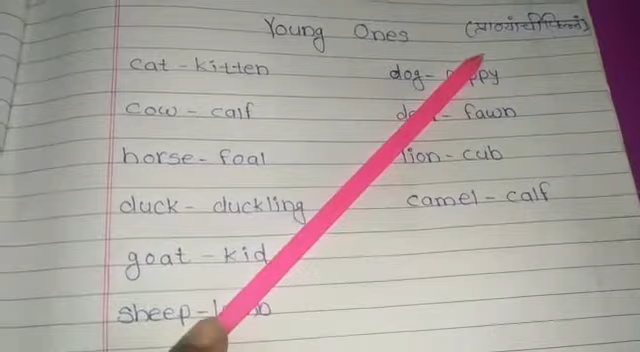 Young Ones
cat - kitten
cow - calf
horse - foal
duck - duckling
goat - kid
sheep -
dog -
fawn
lion - cub
camel - calf